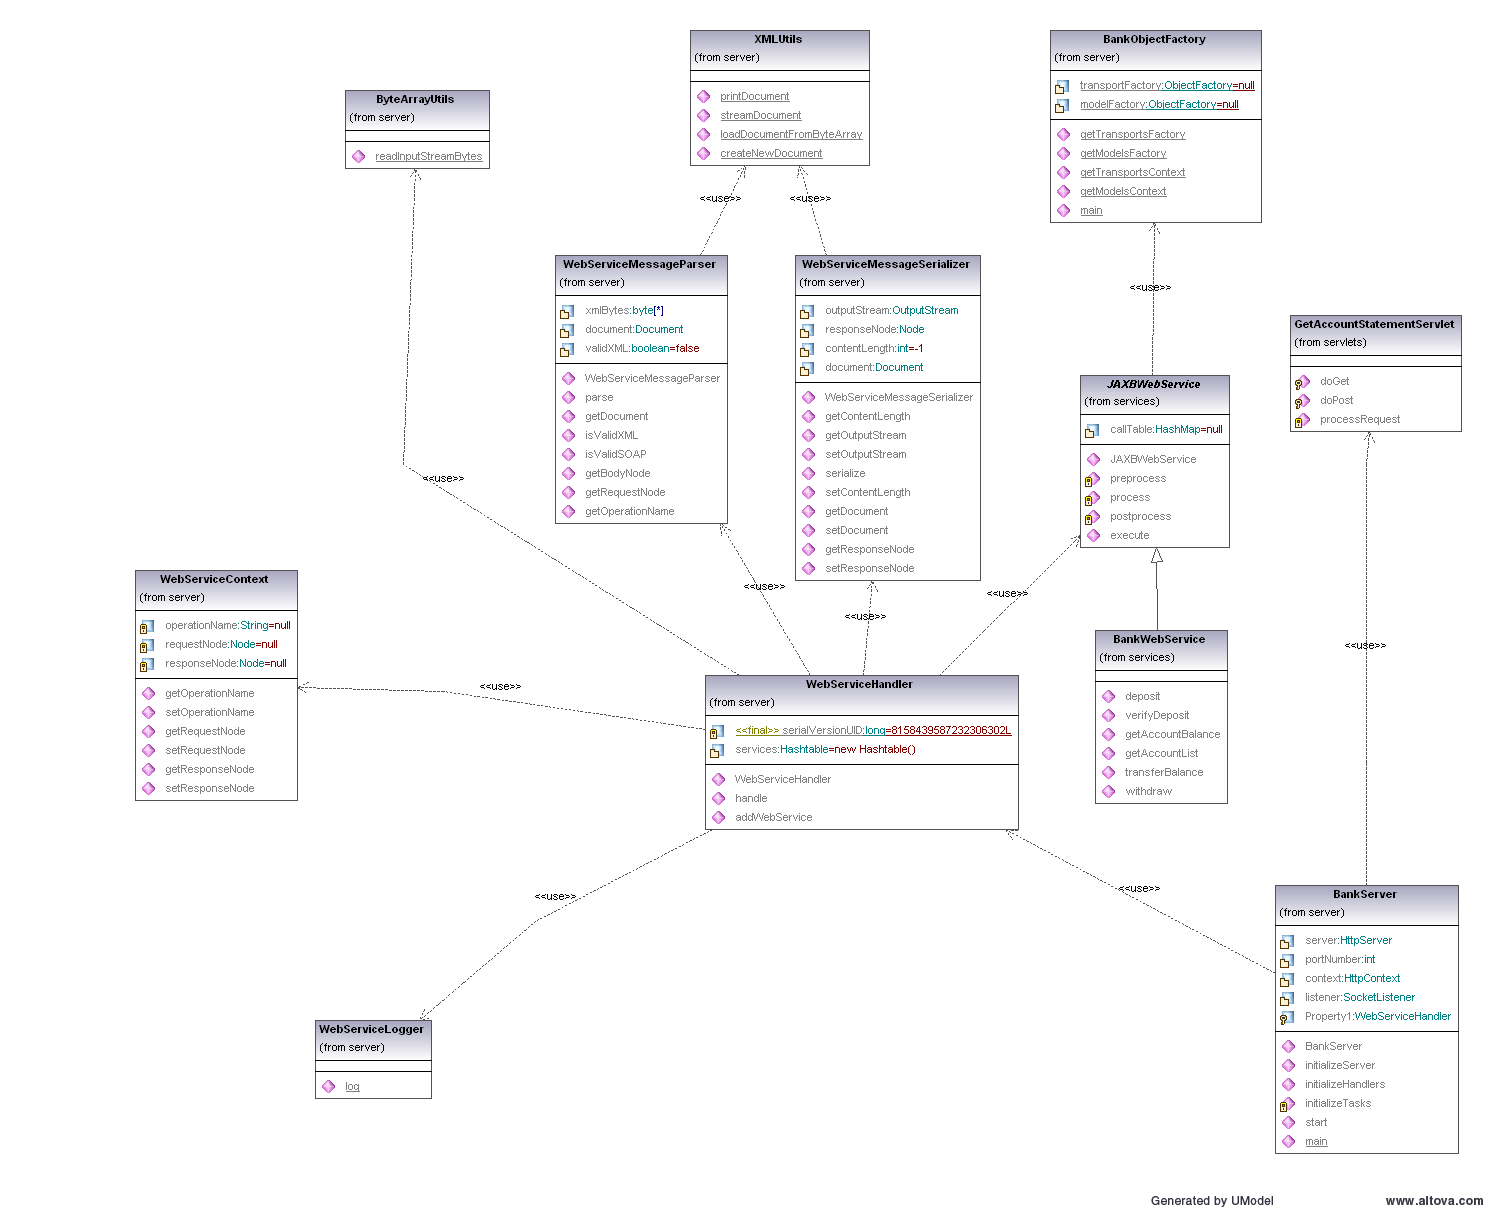 XMLUtils
(from server)
printDocument
streamDocument
loadDocumentFromByteArray
createNewDocument
BankObjectFactory
(from server)
transportFactory:ObjectFactory=null
modelFactory:ObjectFactory=null
getTransportsFactory
getModelsFactory
getTransportsContext
getModelsContext
main
ByteArrayUtils
(from server)
readInputStreamBytes
<<use>>
<<use>>
<<use>>
WebServiceMessageParser
(from server)
xmlBytes:byte[*]
document:Document
validXML:boolean=false
WebServiceMessageParser
parse
getDocument
isValidXML
isValidSOAP
getBodyNode
getRequestNode
getOperationName
WebServiceMessageSerializer
(from server)
outputStream:OutputStream
responseNode:Node
contentLength:int=-1
document:Document
WebServiceMessageSerializer
getContentLength
getOutputStream
setOutputStream
serialize
setContentLength
getDocument
setDocument
getResponseNode
setResponseNode
GetAccountStatementServlet
(from servlets)
doGet
doPost
processRequest
JAXBWebService
(from services)
callTable:HashMap=null
JAXBWebService
preprocess
process
postprocess
execute
<<use>>
<<use>>
<<use>>
<<use>>
<<use>>
WebServiceContext
(from server)
operationName:String=null
requestNode:Node=null
responseNode:Node=null
getOperationName
setOperationName
getRequestNode
setRequestNode
getResponseNode
setResponseNode
<<use>>
BankWebService
(from services)
deposit
verifyDeposit
getAccountBalance
getAccountList
transferBalance
withdraw
WebServiceHandler
(from server)
<<final>> serialVersionUID:long=8158439587232306302L
services:Hashtable=new Hashtable()
WebServiceHandler
handle
addWebService
<<use>>
<<use>>
BankServer
(from server)
server:HttpServer
portNumber:int
context:HttpContext
listener:SocketListener
Property1:WebServiceHandler
BankServer
initializeServer
initializeHandlers
initializeTasks
start
main
WebServiceLogger
(from server)
log
Generated by UModel
www.altova.com